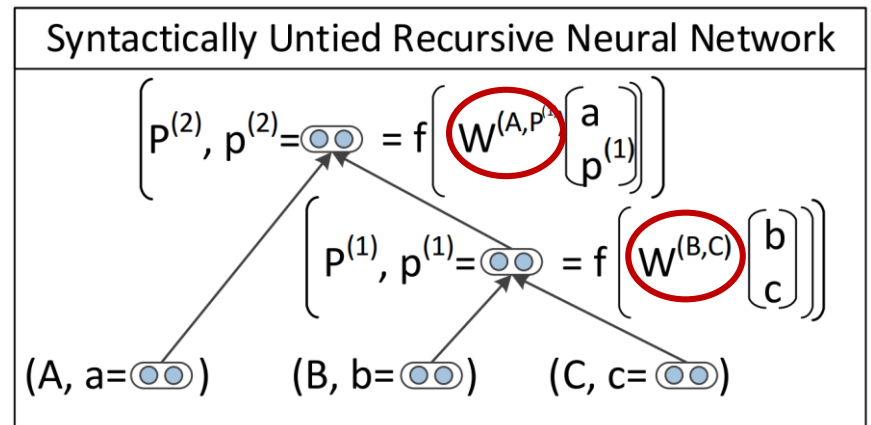 Syntactically Untied Recursive Neural Network
P^(2), p^(2)= = f W^(A,P^(1) a
p^(1)
P^(1), p^(1)= = f W^(B,C) b
c
(A, a= ) (B, b= ) (C, c= )